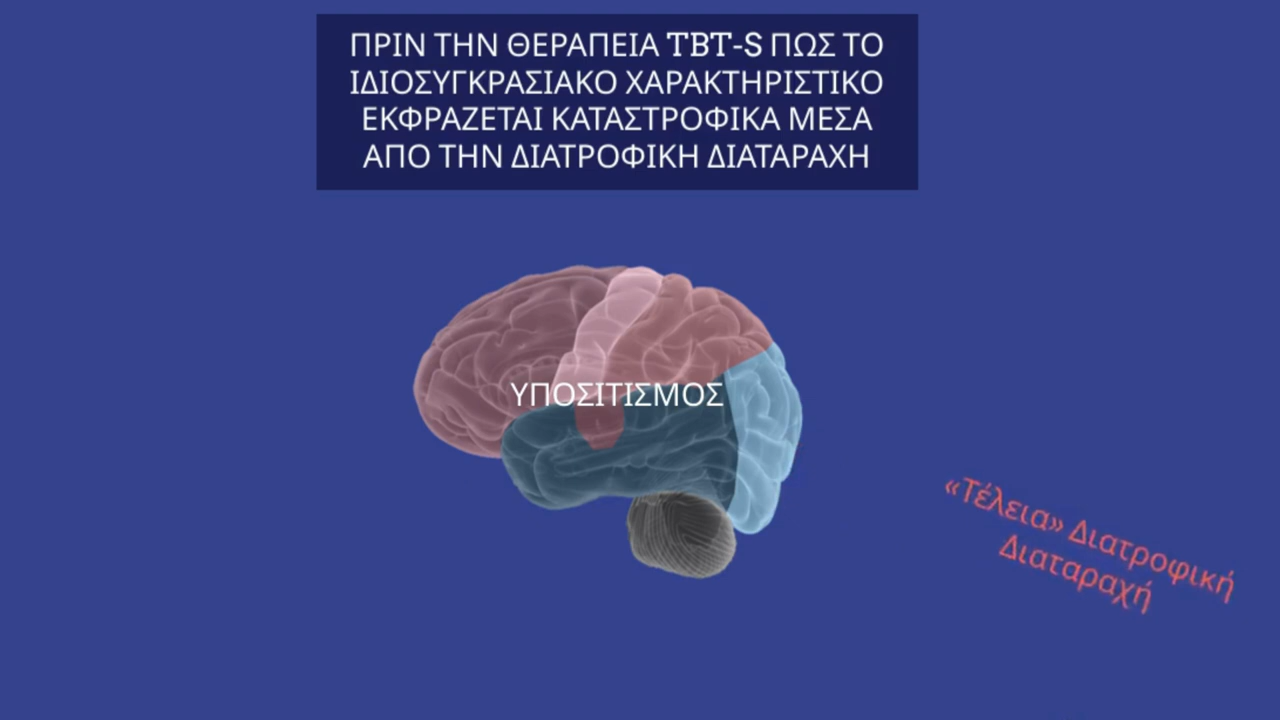 ΠΡΙΝ ΤΗΝ ΘΕΡΑΠΕΙΑ TBT-S ΠΩΣ ΤΟ
ΙΔΙΟΣΥΓΚΡΑΣΙΑΚΟ ΧΑΡΑΚΤΗΡΙΣΤΙΚΟ
ΕΚΦΡΑΖΕΤΑΙ ΚΑΤΑΣΤΡΟΦΙΚΑ ΜΕΣΑ
ΑΠΟ ΤΗΝ ΔΙΑΤΡΟΦΙΚΗ ΔΙΑΤΑΡΑΧΗ
ΥΠΟΣΙΤΙΣΜΟΣ
«Τέλεια» Διατροφική
Διαταραχή